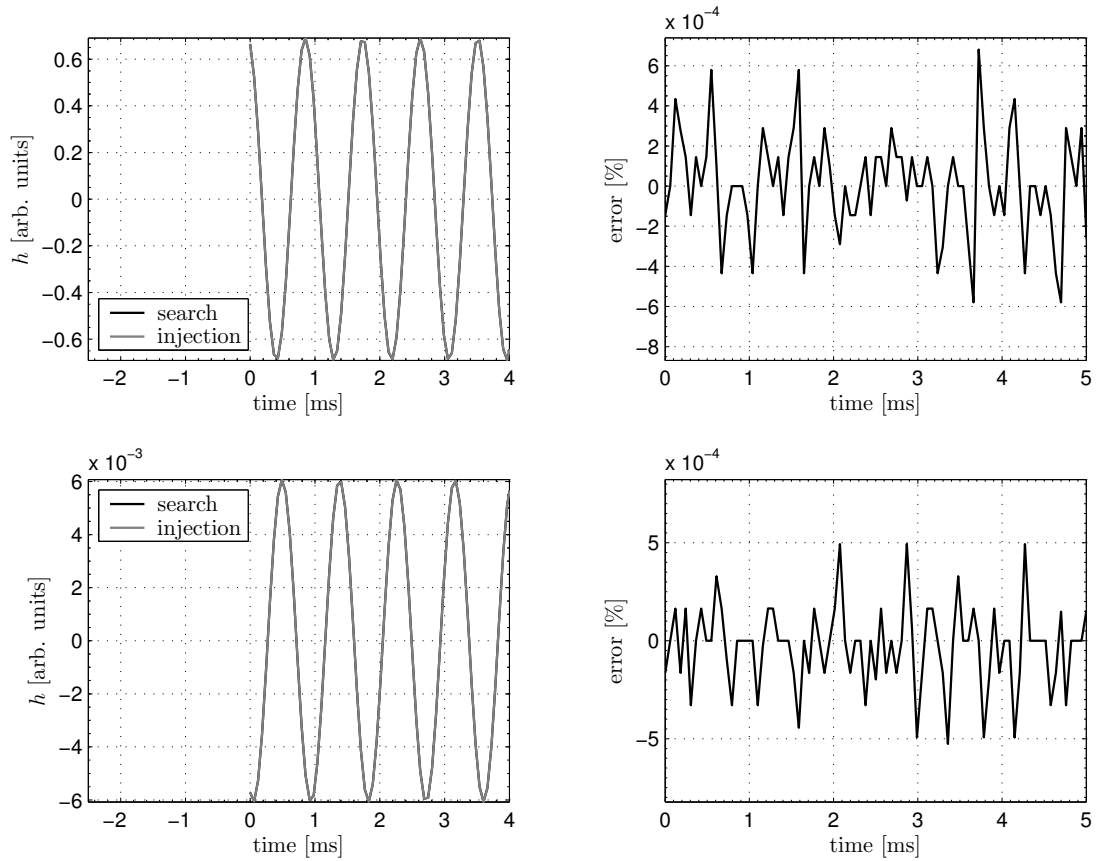 0.6
0.4
0.2
0
−0.2
−0.4
−0.6
h [arb. units]
search
injection
−2 −1 0 1 2 3 4
time [ms]
x 10⁻⁴
6
4
2
0
−2
−4
−6
−8
error [%]
0 1 2 3 4 5
time [ms]
x 10⁻³
6
4
2
0
−2
−4
−6
h [arb. units]
search
injection
−2 −1 0 1 2 3 4
time [ms]
x 10⁻⁴
5
0
−5
error [%]
0 1 2 3 4 5
time [ms]